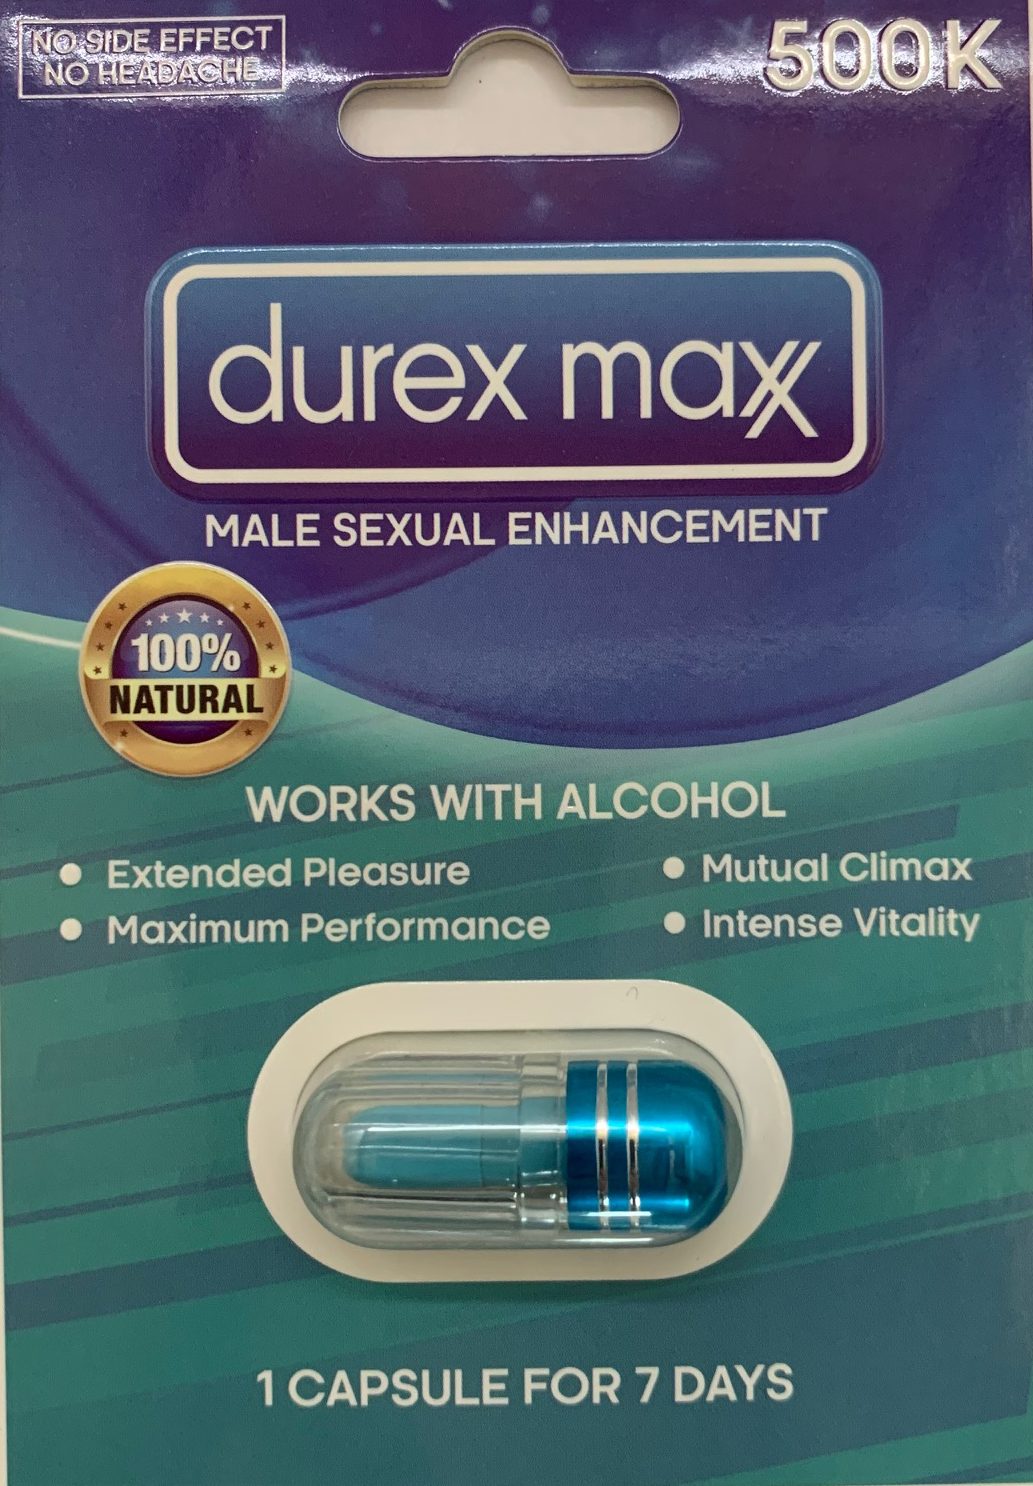 NO SIDE EFFECT
NO HEADACHE
500K
durex maxx
MALE SEXUAL ENHANCEMENT
100%
NATURAL
WORKS WITH ALCOHOL
Extended Pleasure
Maximum Performance
Mutual Climax
Intense Vitality
1 CAPSULE FOR 7 DAYS